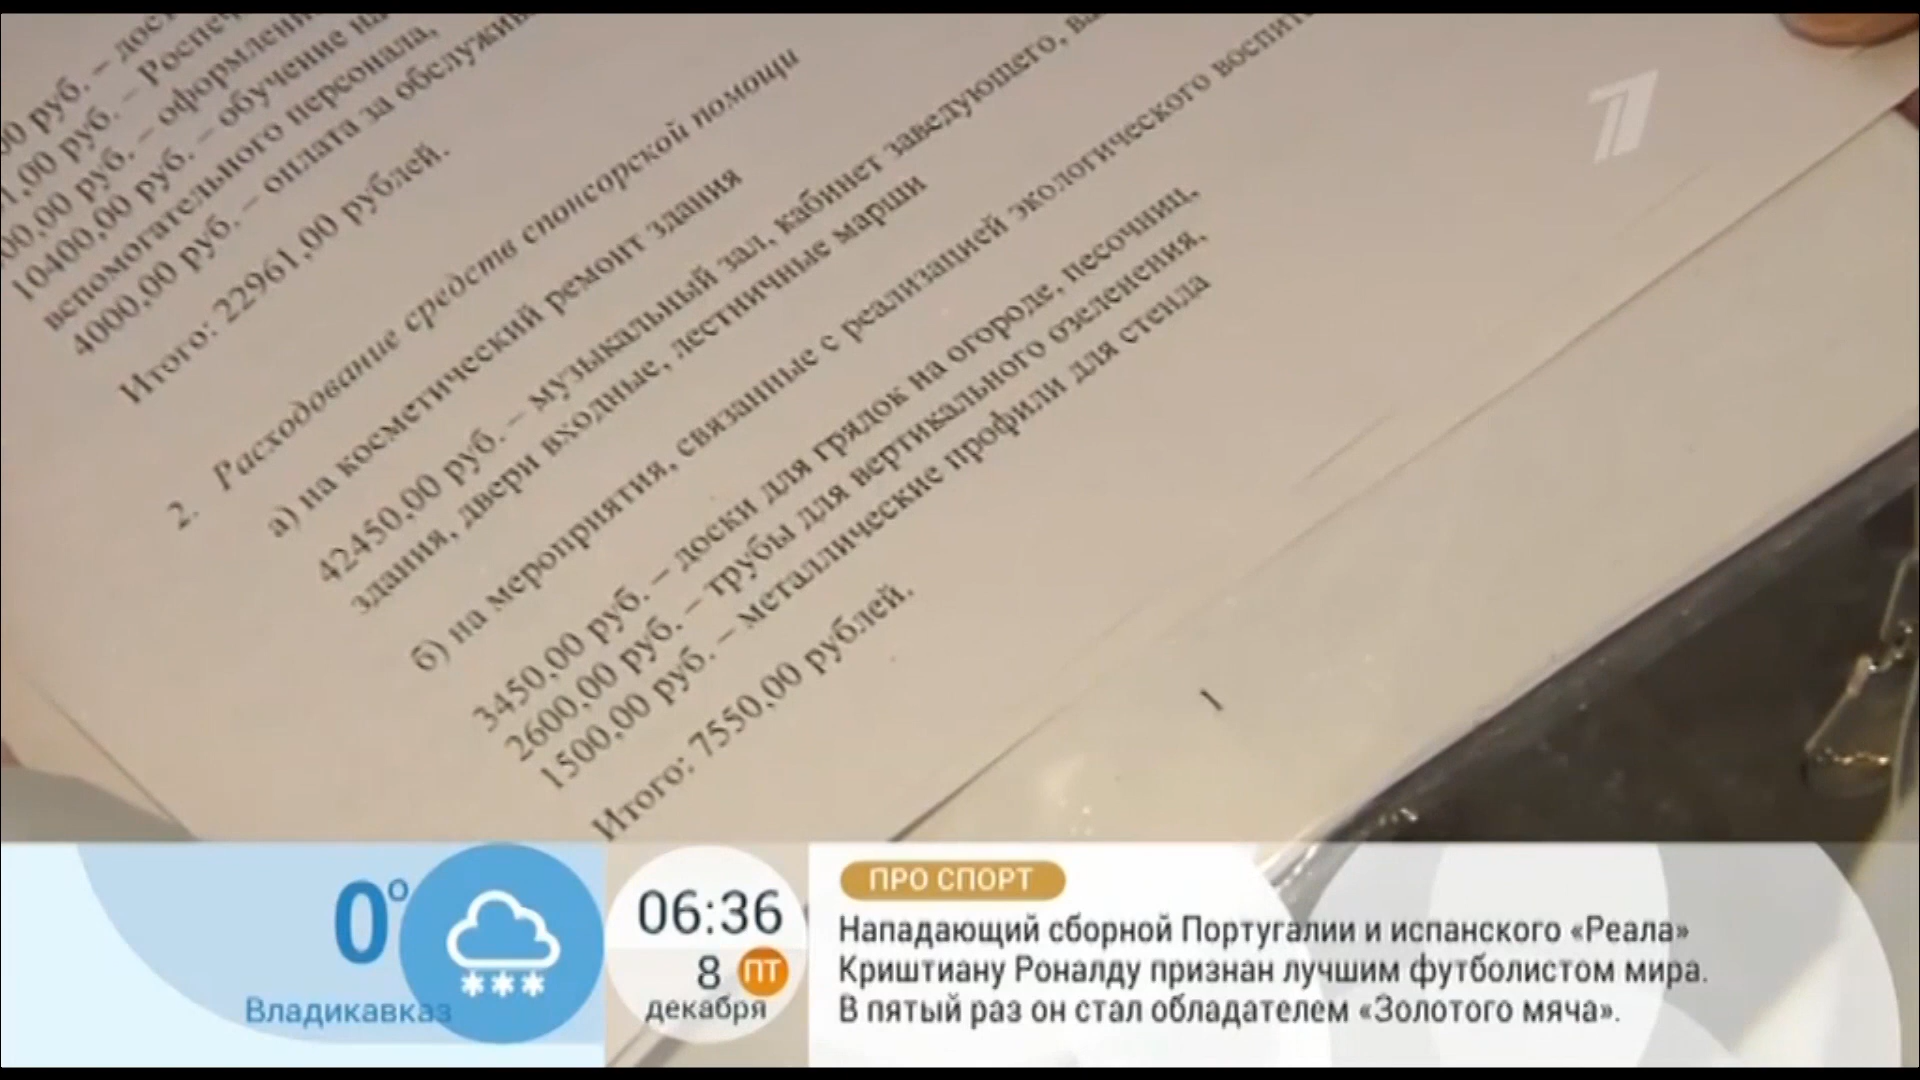 00 руб. –
1,00 руб. –
00,00 руб. – оформлени
10400,00 руб. – обучение на
вспомогательного персонала,
4000,00 руб. – оплата за обслужив
Итого: 22961,00 рублей.
2. Расходование средств спонсорской помощи
а) на косметический ремонт здания
42450,00 руб. – музыкальный зал, кабинет заведующего,
здания, двери входные, лестничные марши
б) на мероприятия, связанные с реализацией экологического воспит
3450,00 руб. – доски для грядок на огороде, песочниц,
2600,00 руб. – трубы для вертикального озеленения,
1500,00 руб. – металлические профили для стенда
Итого: 7550,00 рублей.
1
1
0°
Владикавказ
06:36
8 ПТ
декабря
ПРО СПОРТ
Нападающий сборной Португалии и испанского «Реала»
Криштиану Роналду признан лучшим футболистом мира.
В пятый раз он стал обладателем «Золотого мяча».